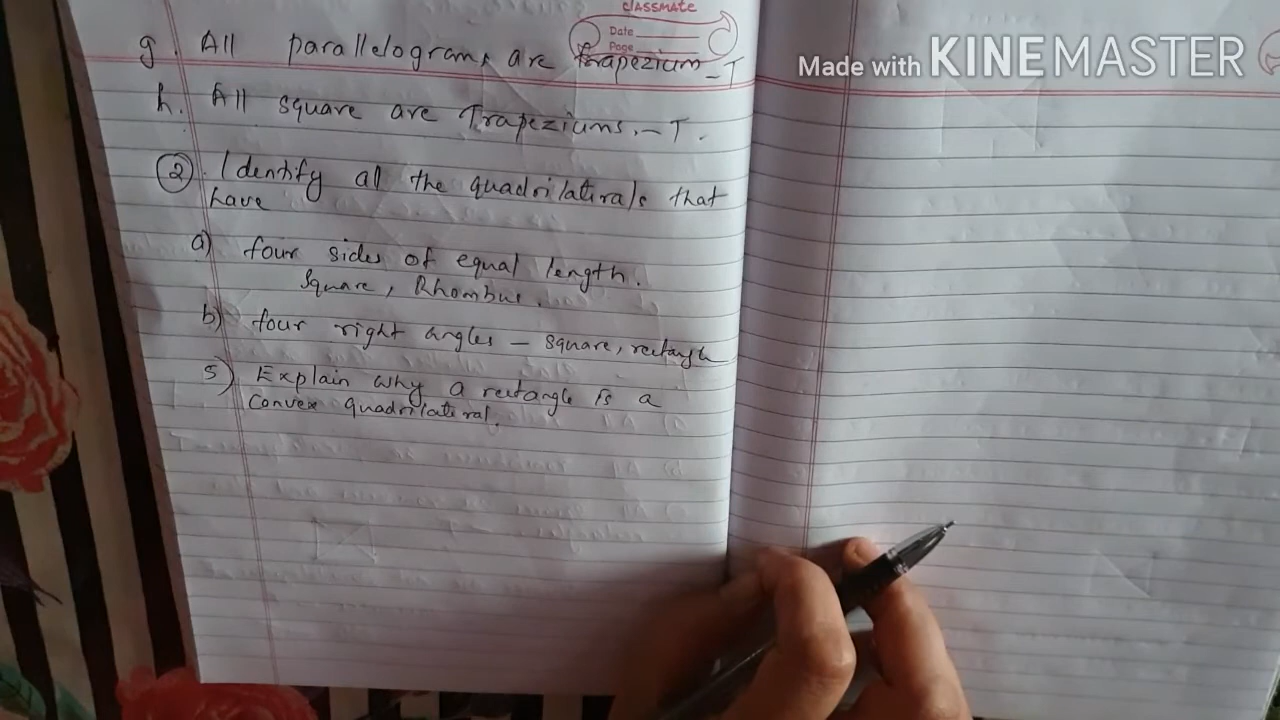 CLASSMATE
Date
Page
Made with KINEMASTER
g. All parallelograms are trapezium - T
h. All square are Trapeziums. - T.
2. Identify all the quadrilaterals that
have
a) four sides of equal length.
Square, Rhombus.
b) four right angles - square, rectangle
5) Explain why a rectangle is a
convex quadrilateral.